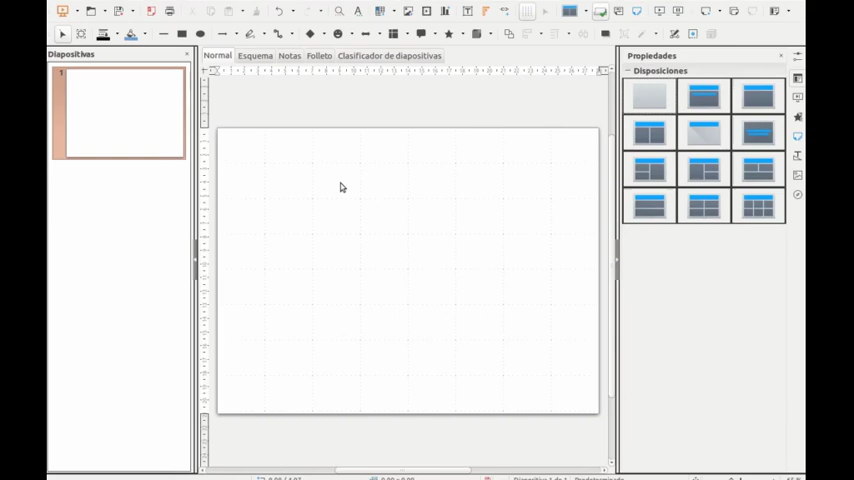 Diapositivas
Normal Esquema Notas Folleto Clasificador de diapositivas
Propiedades
Disposiciones
1